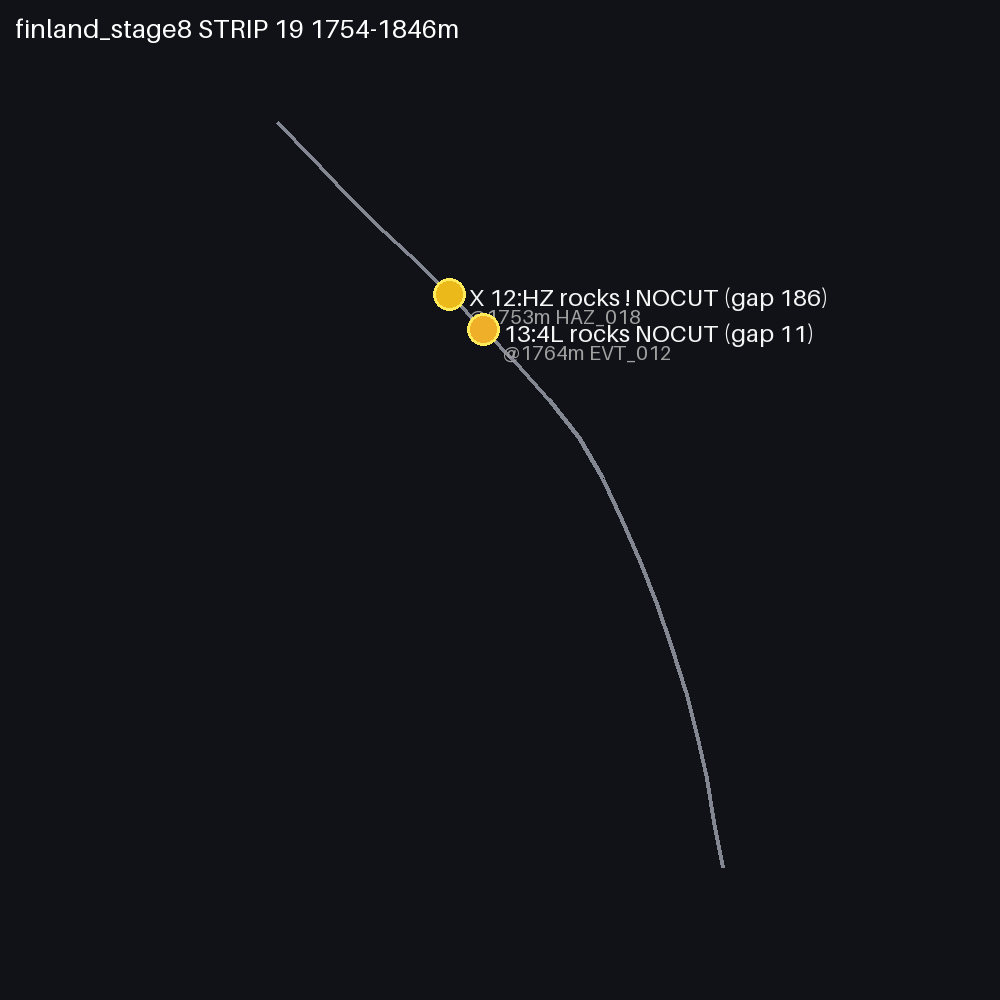 finland_stage8 STRIP 19 1754-1846m
X 12:HZ rocks ! NOCUT (gap 186)
@1753m HAZ_018
13:4L rocks NOCUT (gap 11)
@1764m EVT_012